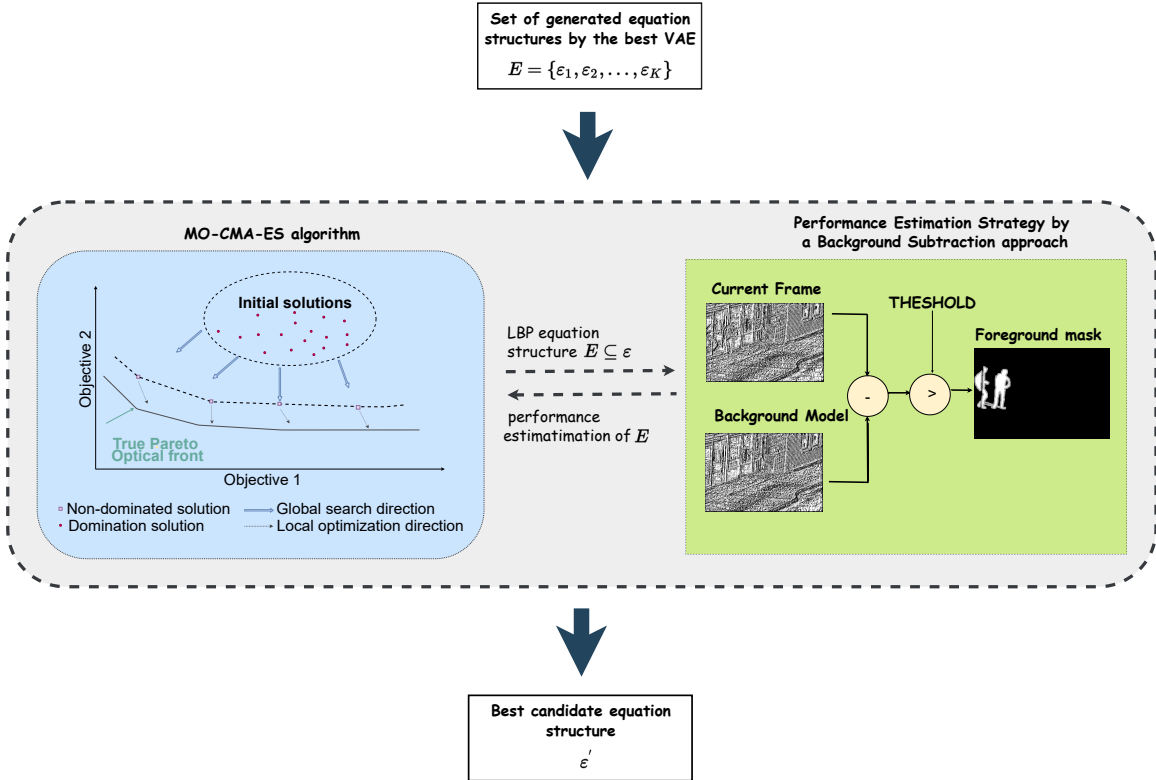 Set of generated equation
structures by the best VAE
E = {ε₁, ε₂, . . . , ε_K}
MO-CMA-ES algorithm
Performance Estimation Strategy by
a Background Subtraction approach
Objective 2
Initial solutions
True Pareto
Optical front
Objective 1
Non-dominated solution
Global search direction
Domination solution
Local optimization direction
LBP equation
structure E ⊆ ε
performance
estimatimation of E
Current Frame
THESHOLD
Foreground mask
-
>
Background Model
Best candidate equation
structure
ε′